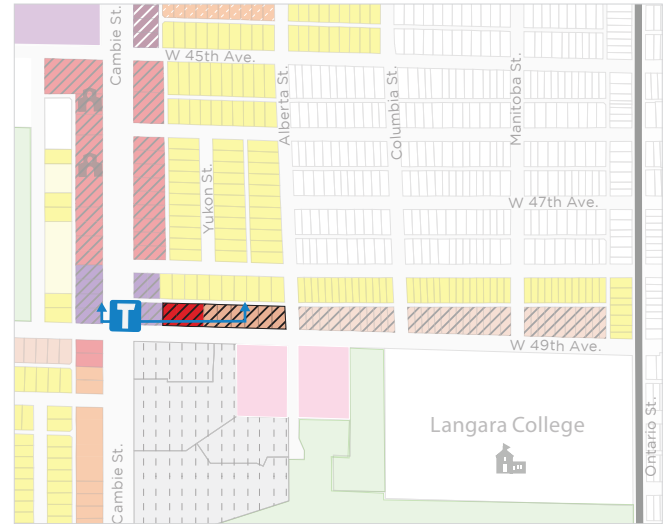 Cambie St.
W 45th Ave.
Alberta St.
Columbia St.
Manitoba St.
Yukon St.
W 47th Ave.
T
W 49th Ave.
Langara College
Cambie St.
Ontario St.